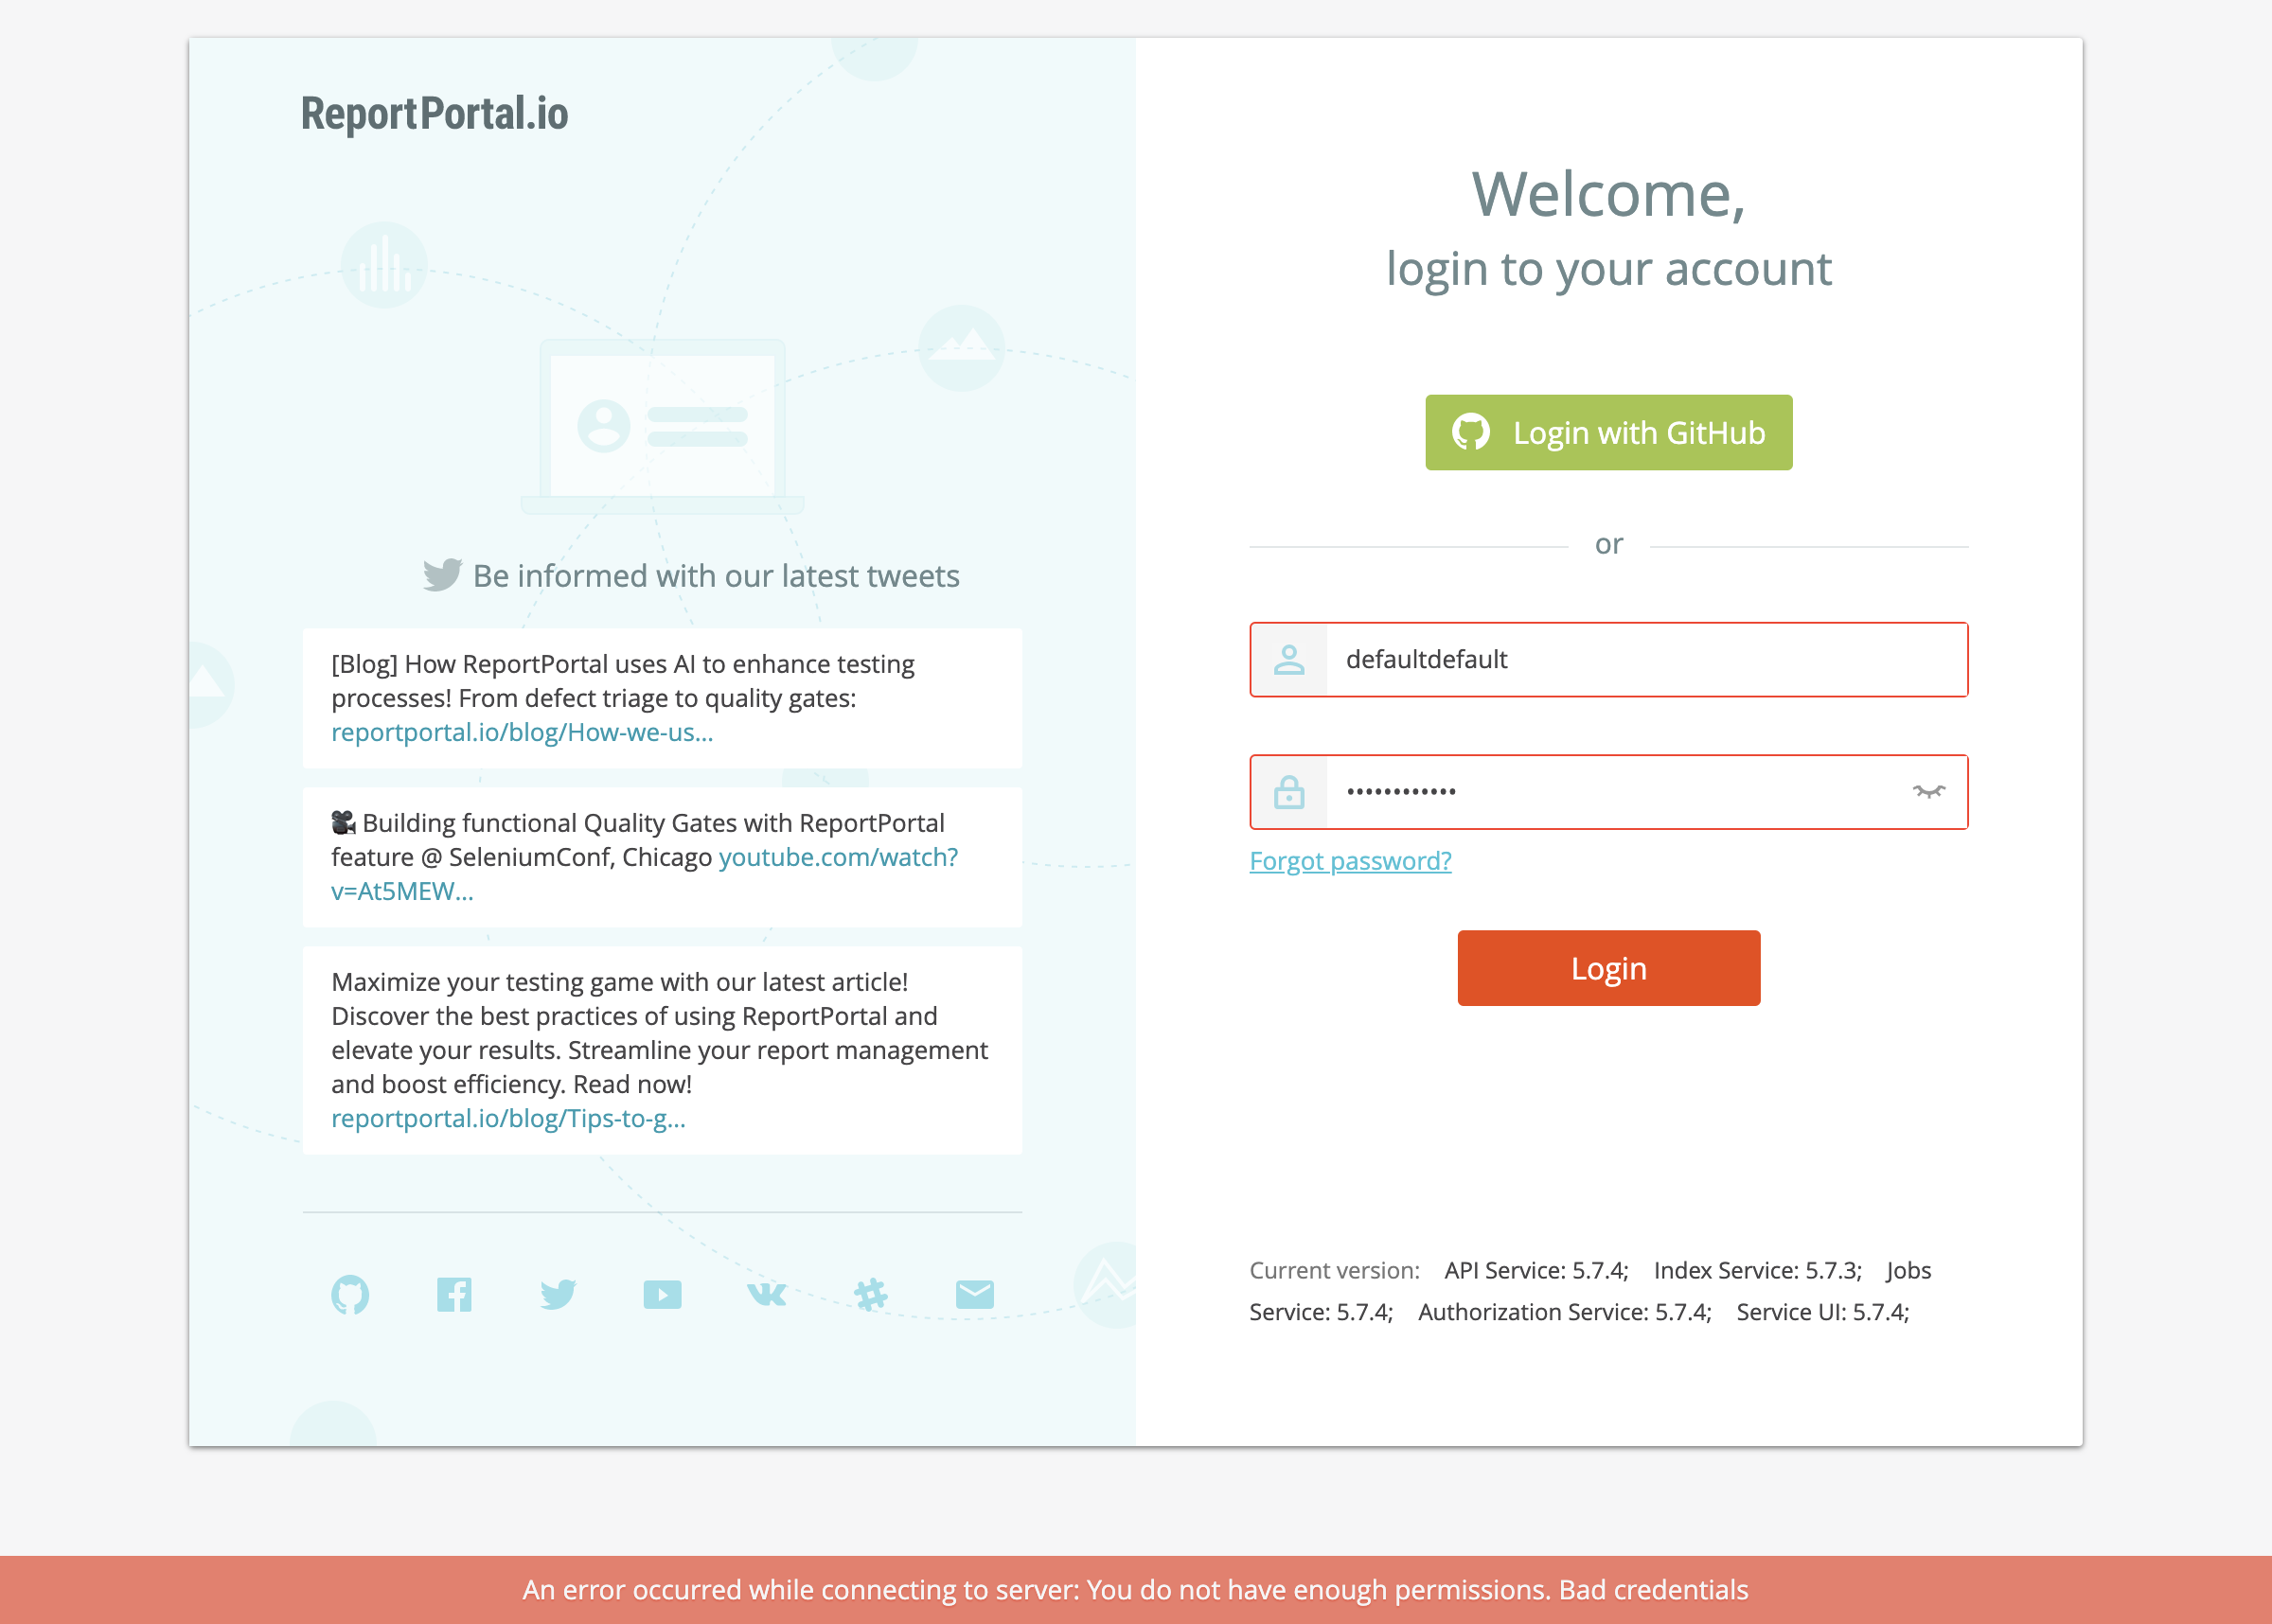 ReportPortal.io
Be informed with our latest tweets
[Blog] How ReportPortal uses AI to enhance testing
processes! From defect triage to quality gates:
reportportal.io/blog/How-we-us...
🎥 Building functional Quality Gates with ReportPortal
feature @ SeleniumConf, Chicago youtube.com/watch?
v=At5MEW...
Maximize your testing game with our latest article!
Discover the best practices of using ReportPortal and
elevate your results. Streamline your report management
and boost efficiency. Read now!
reportportal.io/blog/Tips-to-g...
Welcome,
login to your account
Login with GitHub
or
defaultdefault
••••••••••••
Forgot password?
Login
Current version: API Service: 5.7.4; Index Service: 5.7.3; Jobs
Service: 5.7.4; Authorization Service: 5.7.4; Service UI: 5.7.4;
An error occurred while connecting to server: You do not have enough permissions. Bad credentials